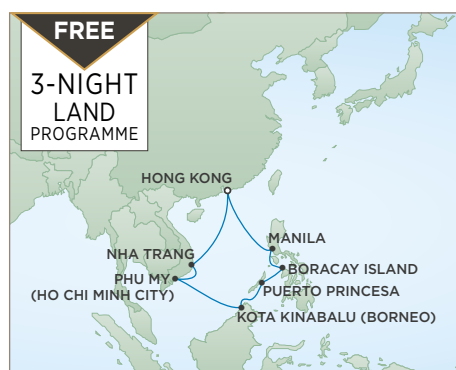 FREE
3-NIGHT
LAND
PROGRAMME
HONG KONG
MANILA
NHA TRANG
BORACAY ISLAND
PHU MY
(HO CHI MINH CITY)
PUERTO PRINCESA
KOTA KINABALU (BORNEO)